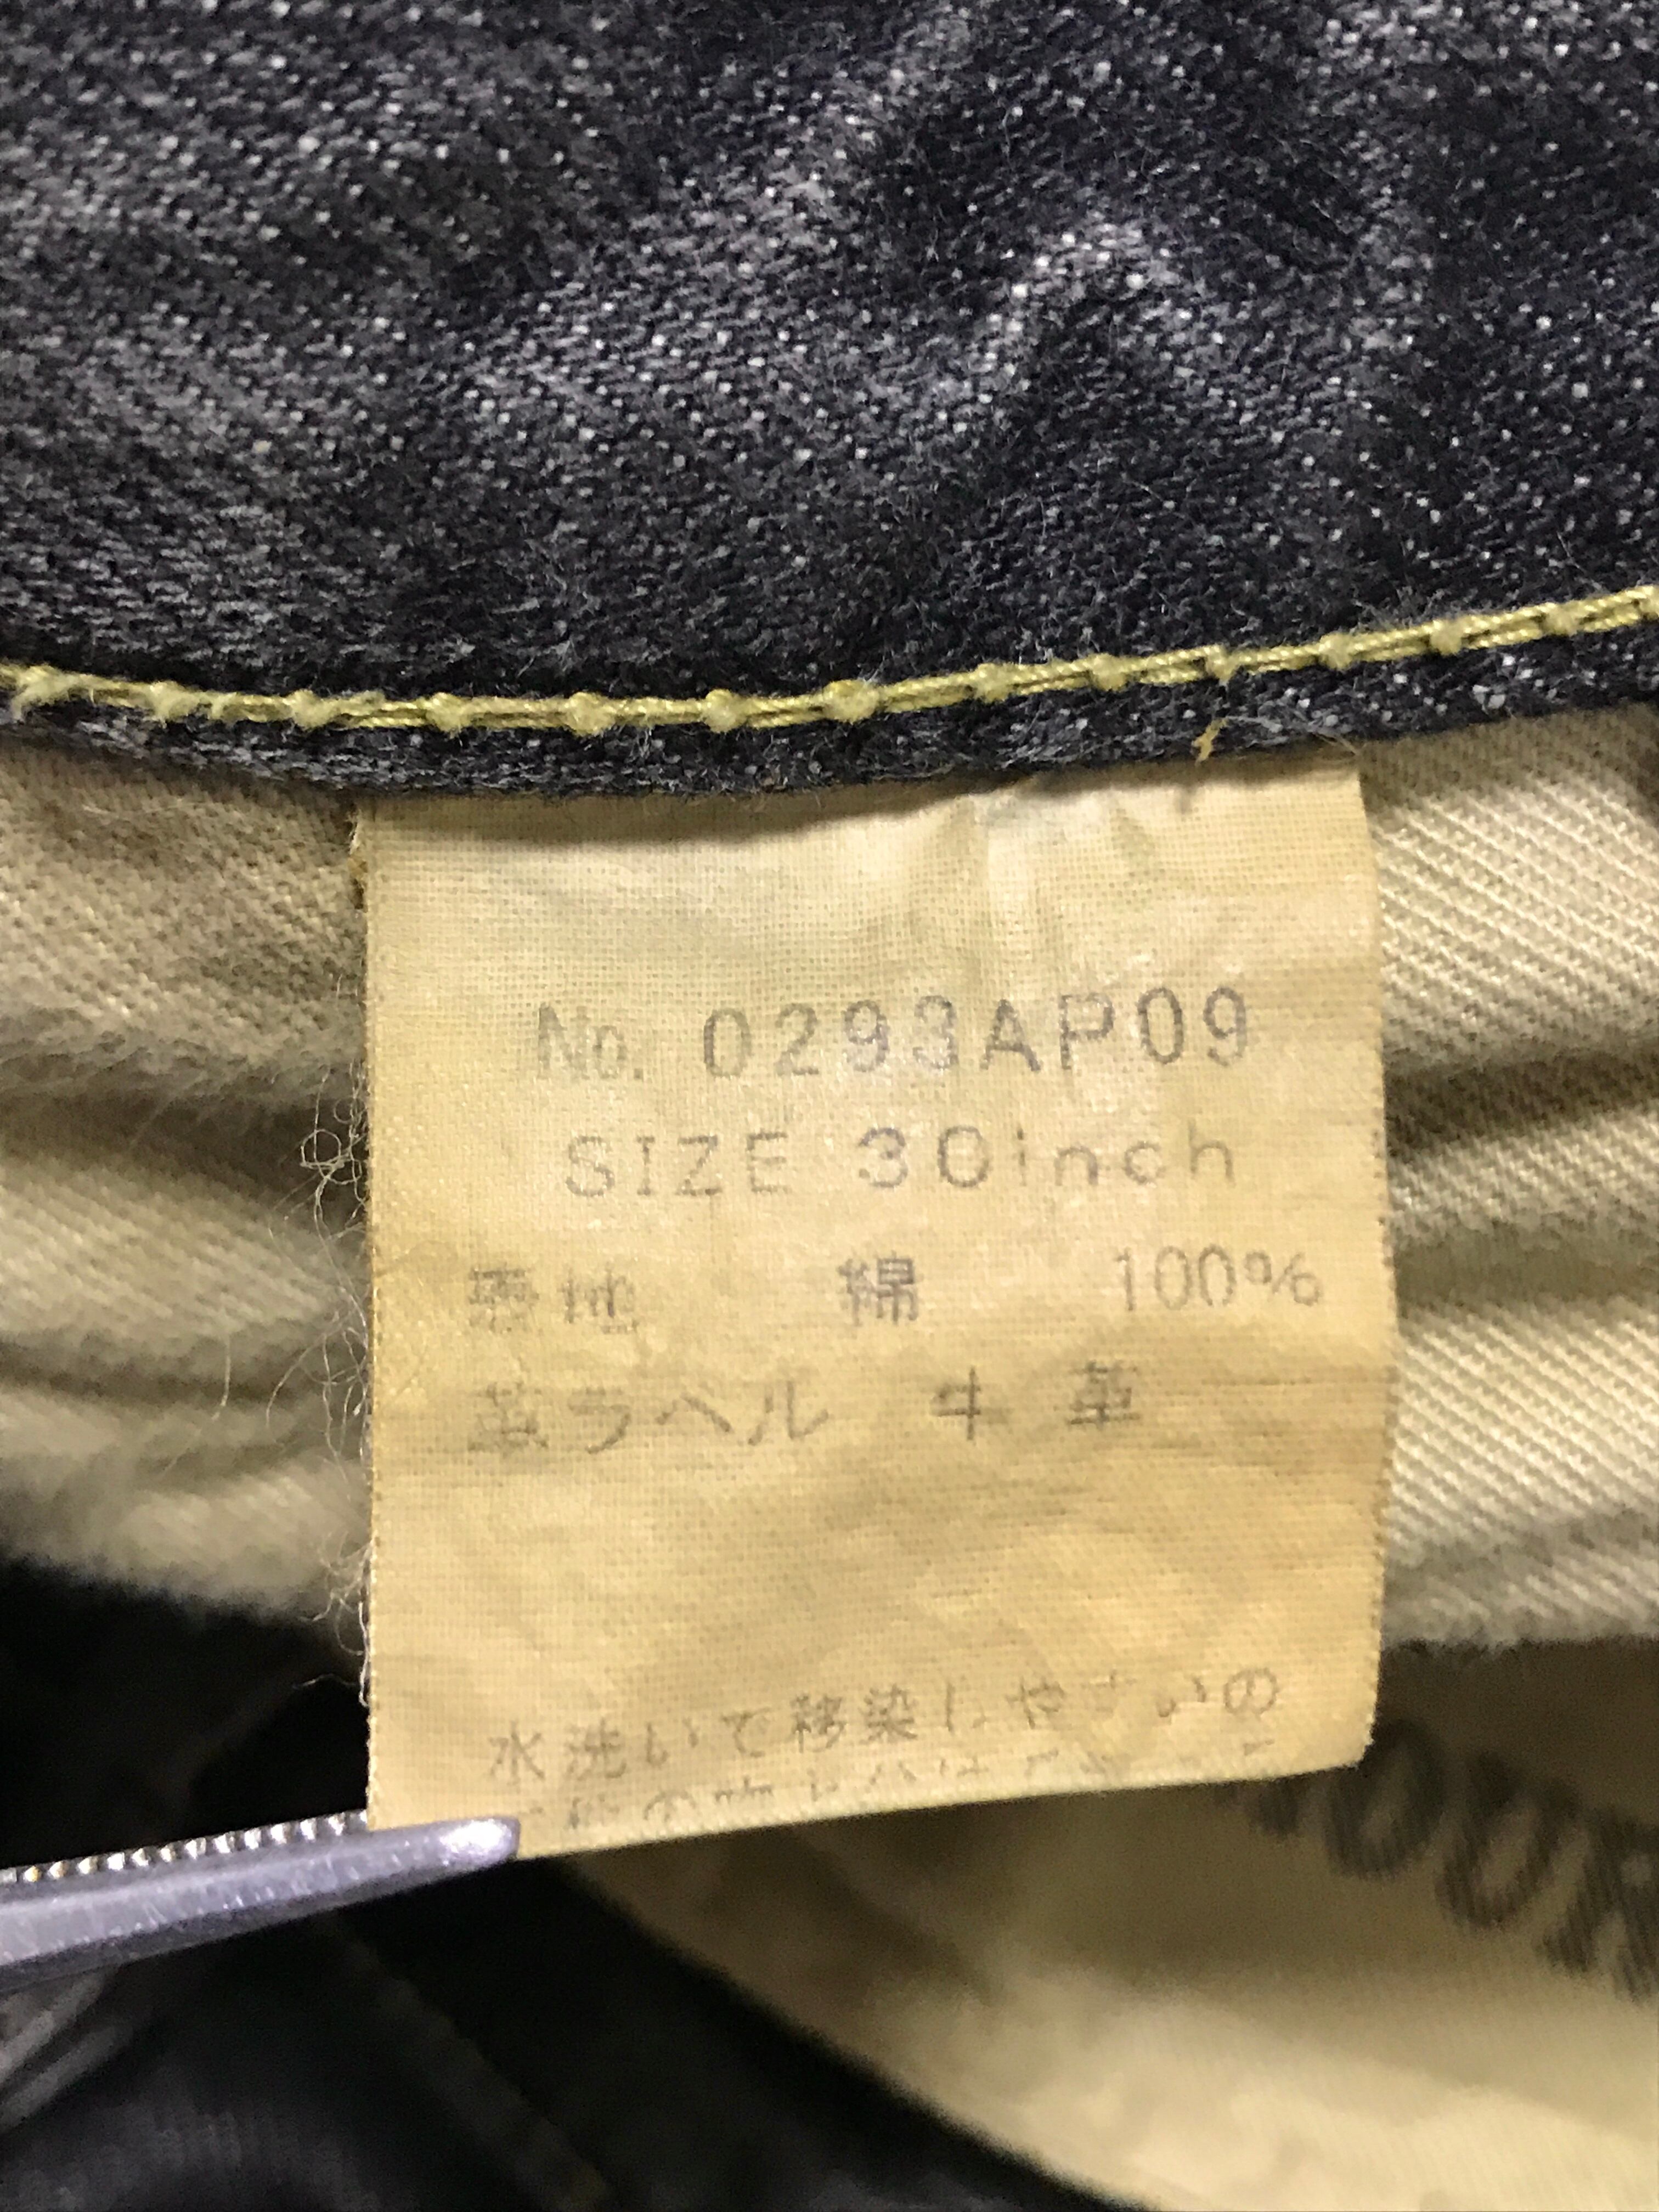 No. 0293AP09
SIZE 30inch
表地 綿 100%
革ラベル 牛革
水洗いで移染しやすいの